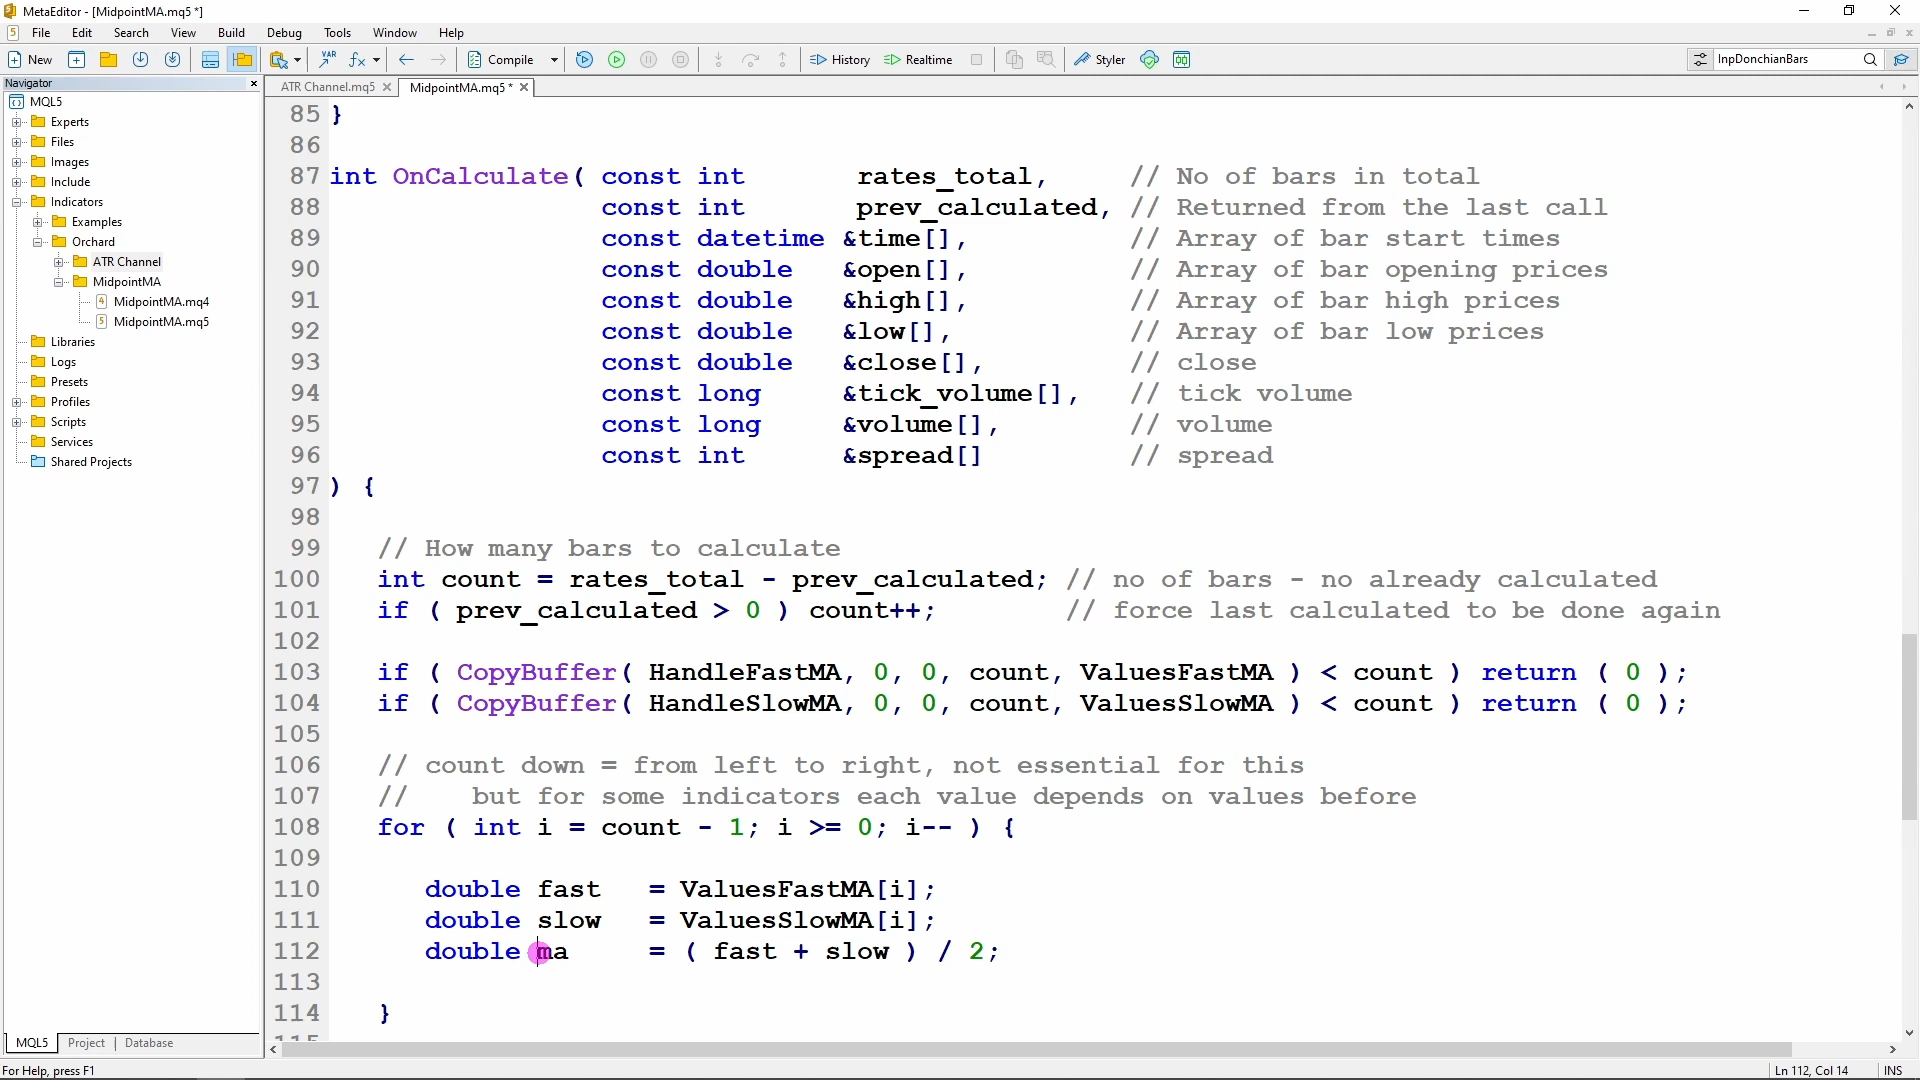 MetaEditor - [MidpointMA.mq5 *]
File Edit Search View Build Debug Tools Window Help
New VAR Compile History Realtime Styler InpDonchianBars
Navigator
ATR Channel.mq5 MidpointMA.mq5 *
MQL5
Experts
Files
Images
Include
Indicators
Examples
Orchard
ATR Channel
MidpointMA
MidpointMA.mq4
MidpointMA.mq5
Libraries
Logs
Presets
Profiles
Scripts
Services
Shared Projects
85 }
86
87 int OnCalculate( const int rates_total, // No of bars in total
88 const int prev_calculated, // Returned from the last call
89 const datetime &time[], // Array of bar start times
90 const double &open[], // Array of bar opening prices
91 const double &high[], // Array of bar high prices
92 const double &low[], // Array of bar low prices
93 const double &close[], // close
94 const long &tick_volume[], // tick volume
95 const long &volume[], // volume
96 const int &spread[] // spread
97 ) {
98
99 // How many bars to calculate
100 int count = rates_total - prev_calculated; // no of bars - no already calculated
101 if ( prev_calculated > 0 ) count++; // force last calculated to be done again
102
103 if ( CopyBuffer( HandleFastMA, 0, 0, count, ValuesFastMA ) < count ) return ( 0 );
104 if ( CopyBuffer( HandleSlowMA, 0, 0, count, ValuesSlowMA ) < count ) return ( 0 );
105
106 // count down = from left to right, not essential for this
107 // but for some indicators each value depends on values before
108 for ( int i = count - 1; i >= 0; i-- ) {
109
110 double fast = ValuesFastMA[i];
111 double slow = ValuesSlowMA[i];
112 double ma = ( fast + slow ) / 2;
113
114 }
MQL5 Project Database
For Help, press F1
Ln 112, Col 14 INS